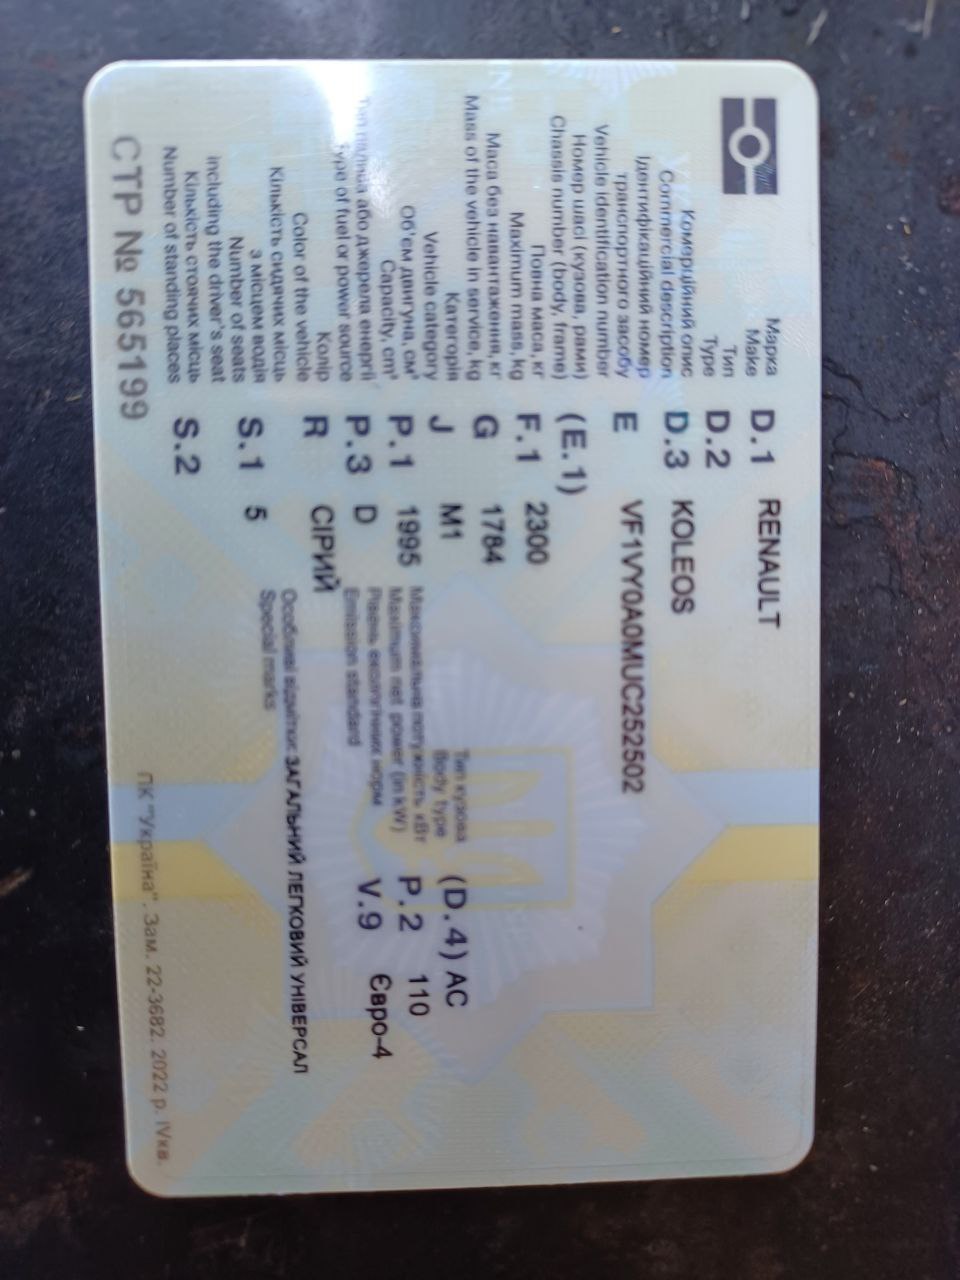 Марка
Make D.1 RENAULT
Тип
Type D.2
Комерційний опис
Commercial description D.3 KOLEOS
Ідентифікаційний номер
транспортного засобу
Vehicle identification number E VF1VY0A0MUC252502
Номер шасі (кузова, рами)
Chassis number (body, frame) (E.1)
Повна маса, кг
Maximum mass, kg F.1 2300
Маса без навантаження, кг
Mass of the vehicle in service, kg G 1784
Категорія
Vehicle category J M1
Тип кузова
Body type (D.4) AC
Об'єм двигуна, см³
Capacity, cm³ P.1 1995
Максимальна потужність кВт
Maximum net power (in kW) P.2 110
Тип палива або джерела енергії
Type of fuel or power source P.3 D
Рівень екологічних норм
Emission standard V.9 Євро-4
Колір
Color of the vehicle R СІРИЙ
Кількість сидячих місць
з місцем водія
Number of seats
including the driver's seat S.1 5
Особливі відмітки: ЗАГАЛЬНИЙ ЛЕГКОВИЙ УНІВЕРСАЛ
Special marks
Кількість стоячих місць
Number of standing places S.2
СТР № 565199
ПК "Україна". Зам. 22-3682. 2022 р. IVкв.